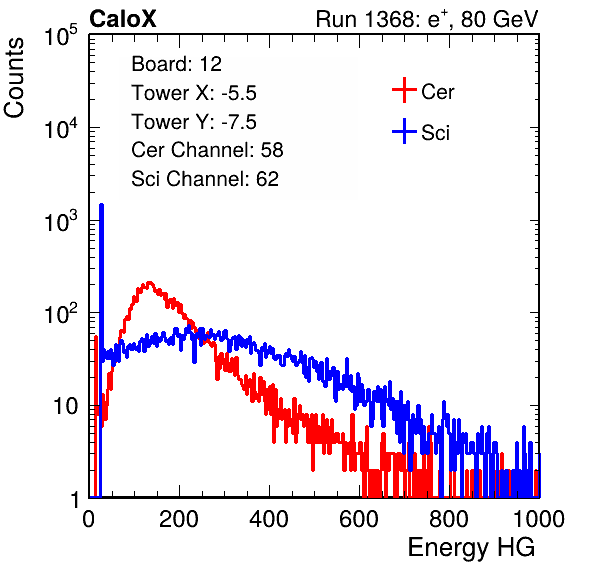 CaloX Run 1368: e+, 80 GeV
Counts
Board: 12
Tower X: -5.5
Tower Y: -7.5
Cer Channel: 58
Sci Channel: 62
Cer
Sci
10^5
10^4
10^3
10^2
10
1
0 200 400 600 800 1000
Energy HG